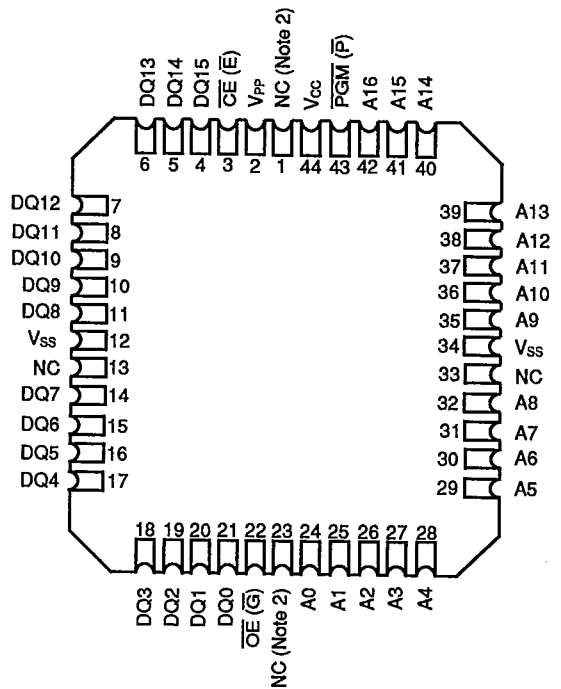 DQ13
DQ14
DQ15
CE (E)
VPP
NC (Note 2)
VCC
PGM (P)
A16
A15
A14
6 5 4 3 2 1 44 43 42 41 40
DQ12 7
DQ11 8
DQ10 9
DQ9 10
DQ8 11
VSS 12
NC 13
DQ7 14
DQ6 15
DQ5 16
DQ4 17
39 A13
38 A12
37 A11
36 A10
35 A9
34 VSS
33 NC
32 A8
31 A7
30 A6
29 A5
18 19 20 21 22 23 24 25 26 27 28
DQ3
DQ2
DQ1
DQ0
OE (G)
NC (Note 2)
A0
A1
A2
A3
A4